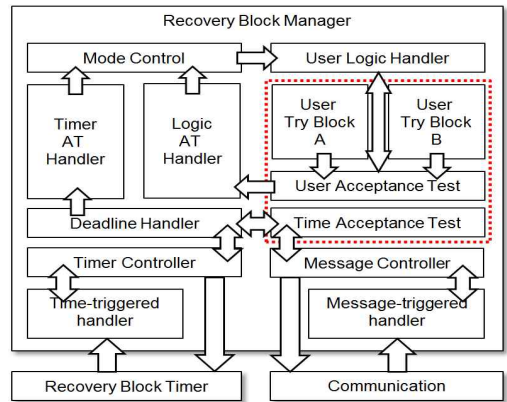 Recovery Block Manager
Mode Control
User Logic Handler
Timer
AT
Handler
Logic
AT
Handler
User
Try Block
A
User
Try Block
B
User Acceptance Test
Deadline Handler
Time Acceptance Test
Timer Controller
Message Controller
Time-triggered
handler
Message-triggered
handler
Recovery Block Timer
Communication